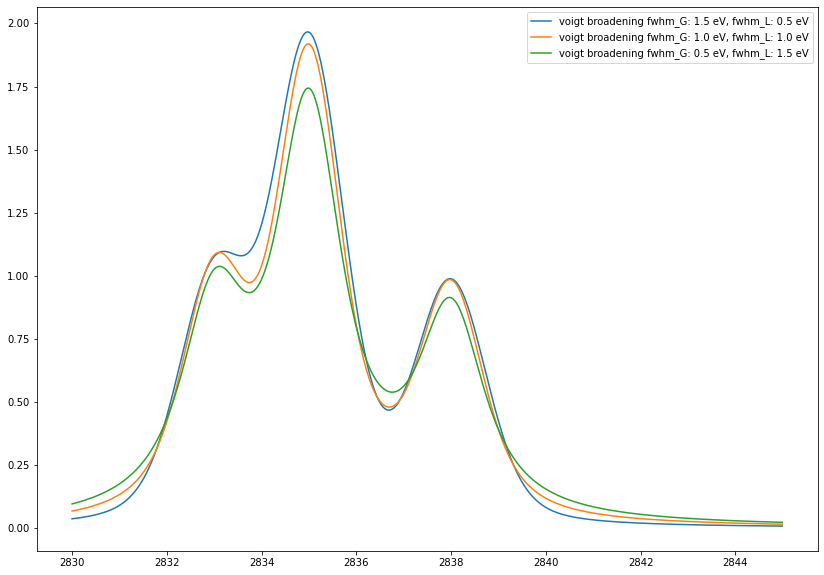 voigt broadening fwhm_G: 1.5 eV, fwhm_L: 0.5 eV
voigt broadening fwhm_G: 1.0 eV, fwhm_L: 1.0 eV
voigt broadening fwhm_G: 0.5 eV, fwhm_L: 1.5 eV
2.00
1.75
1.50
1.25
1.00
0.75
0.50
0.25
0.00
2830 2832 2834 2836 2838 2840 2842 2844